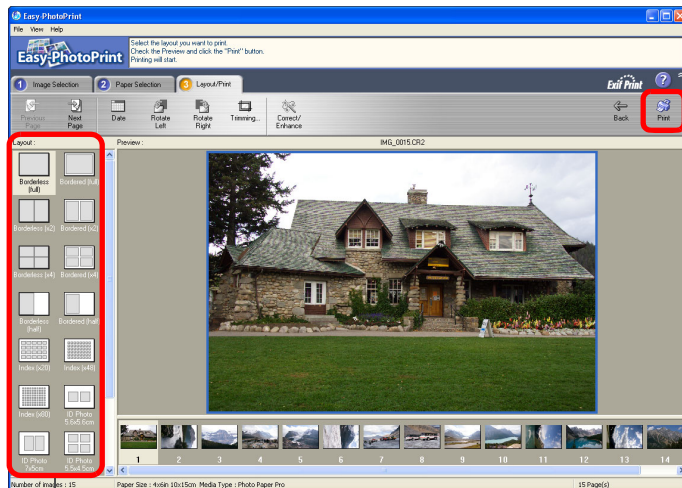 Easy-PhotoPrint
File View Help
Easy-PhotoPrint
Select the layout you want to print.
Check the Preview and click the "Print" button.
Printing will start.
1 Image Selection
2 Paper Selection
3 Layout/Print
Exif Print
?
Previous Page
Next Page
Date
Rotate Left
Rotate Right
Trimming...
Correct/Enhance
Back
Print
Layout :
Preview :
IMG_0015.CR2
Borderless (full)
Bordered (full)
Borderless (x2)
Bordered (x2)
Borderless (x4)
Bordered (x4)
Borderless (half)
Bordered (half)
Index (x20)
Index (x48)
Index (x80)
ID Photo 5.6x5.6cm
ID Photo 7x5cm
ID Photo 5.5x4.5cm
1 2 3 4 5 6 7 8 9 10 11 12 13 14
Number of images : 15
Paper Size : 4x6in 10x15cm Media Type : Photo Paper Pro
15 Page(s)